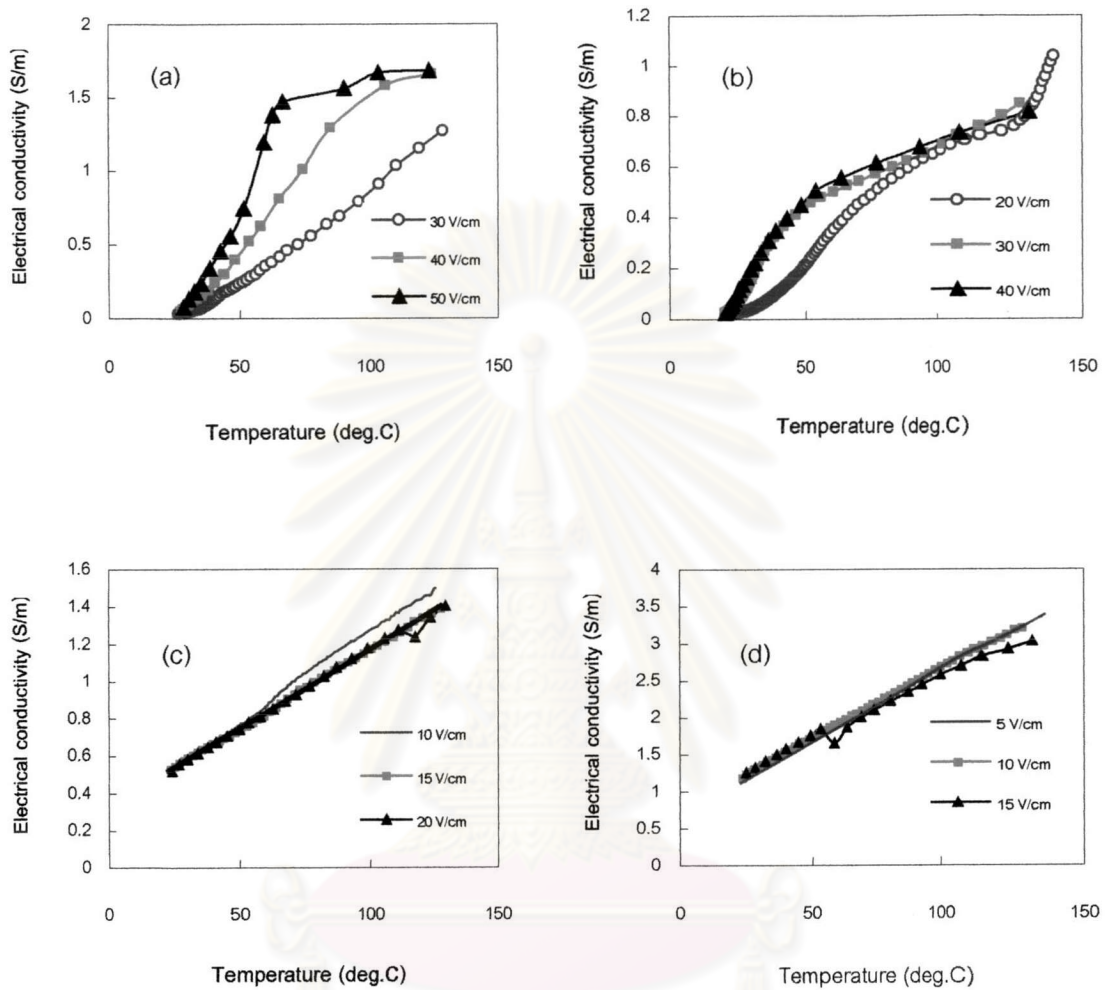 Electrical conductivity (S/m)
2
1.5
1
0.5
0
(a)
30 V/cm
40 V/cm
50 V/cm
0 50 100 150
Temperature (deg.C)
Electrical conductivity (S/m)
1.2
1
0.8
0.6
0.4
0.2
0
(b)
20 V/cm
30 V/cm
40 V/cm
0 50 100 150
Temperature (deg.C)
Electrical conductivity (S/m)
1.6
1.4
1.2
1
0.8
0.6
0.4
0.2
0
(c)
10 V/cm
15 V/cm
20 V/cm
0 50 100 150
Temperature (deg.C)
Electrical conductivity (S/m)
4
3.5
3
2.5
2
1.5
1
0.5
0
(d)
5 V/cm
10 V/cm
15 V/cm
0 50 100 150
Temperature (deg.C)